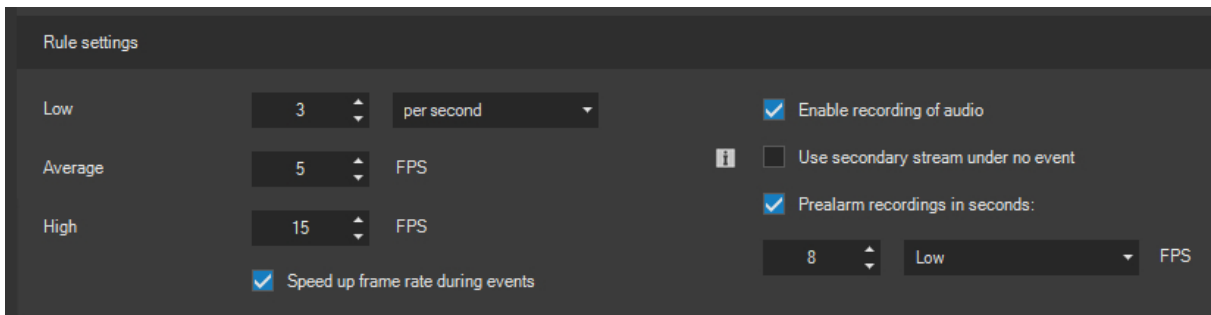 Rule settings
Low 3 per second
Average 5 FPS
High 15 FPS
Speed up frame rate during events
Enable recording of audio
i Use secondary stream under no event
Prealarm recordings in seconds:
8 Low FPS